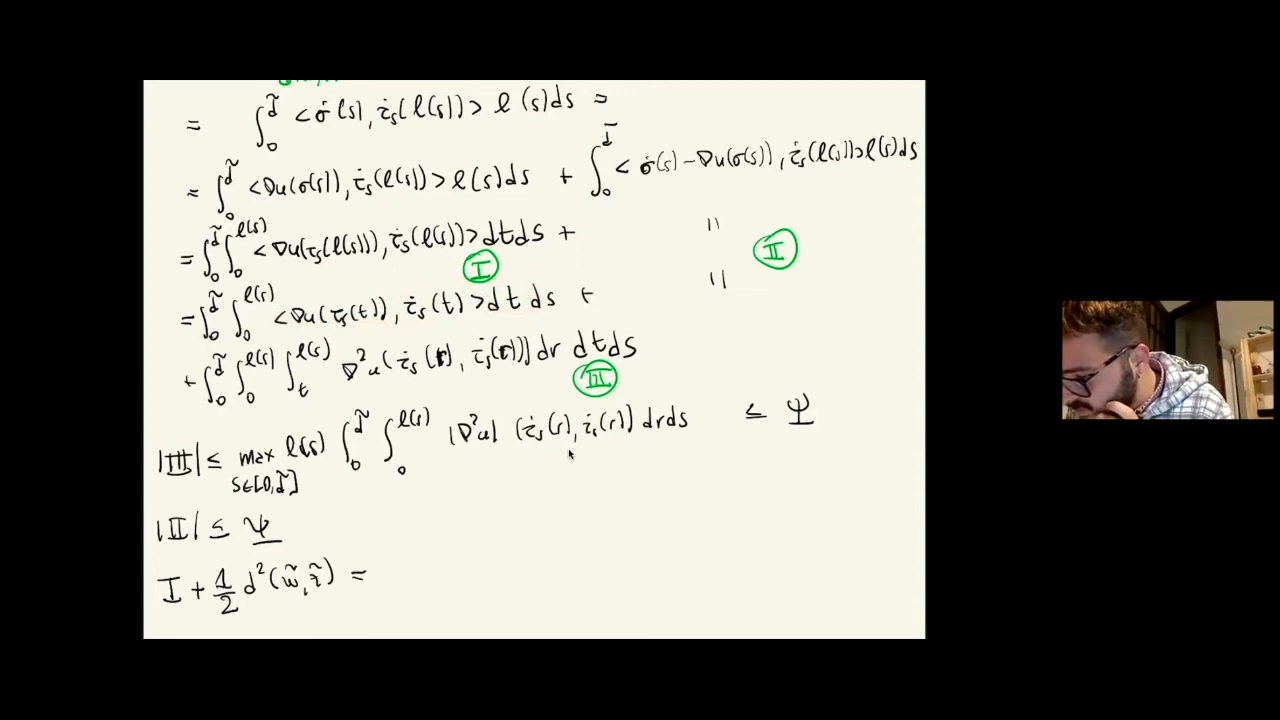 = ∫₀^d̃ <σ̇(s), τ̇ₛ(l(s))> l(s)ds =
= ∫₀^d̃ <∇u(σ(s)), τ̇ₛ(l(s))> l(s)ds + ∫₀^d̃ <σ̇(s) - ∇u(σ(s)), τ̇ₛ(l(s))> l(s)ds
= ∫₀^d̃ ∫₀^l(s) <∇u(τₛ(l(s))), τ̇ₛ(l(s))> dt ds + "
I II
= ∫₀^d̃ ∫₀^l(s) <∇u(τₛ(t)), τ̇ₛ(t)> dt ds + "
+ ∫₀^d̃ ∫₀^l(s) ∫ₜ^l(s) ∇²u(τ̇ₛ(r), τ̇ₛ(r)) dr dt ds
III
|III| ≤ max l(s) ∫₀^d̃ ∫₀^l(s) |∇²u| (τ̇ₛ(r), τ̇ₛ(r)) dr ds ≤ Ψ
s∈[0,d̃]
|II| ≤ Ψ
I + 1/2 d²(w̃, z̃) =